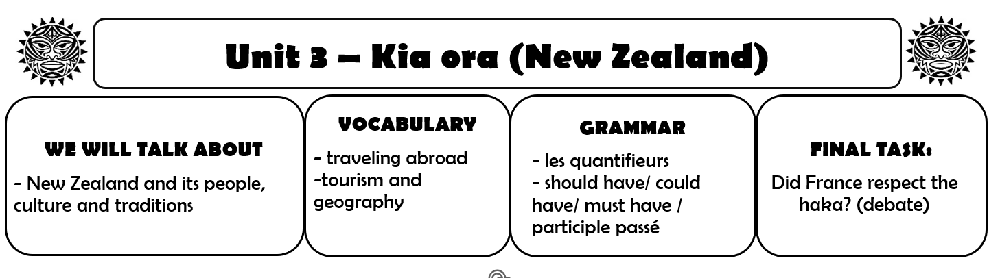 Unit 3 – Kia ora (New Zealand)
WE WILL TALK ABOUT
- New Zealand and its people,
culture and traditions
VOCABULARY
- traveling abroad
-tourism and
geography
GRAMMAR
- les quantifieurs
- should have/ could
have/ must have /
participle passé
FINAL TASK:
Did France respect the
haka? (debate)